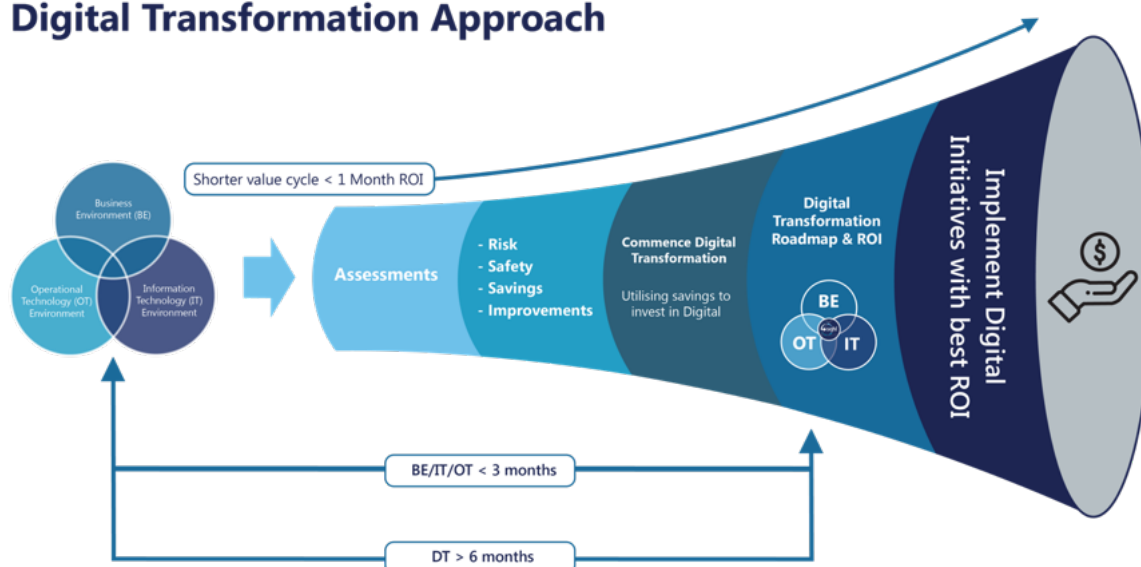 Digital Transformation Approach
Shorter value cycle < 1 Month ROI
Business
Environment (BE)
Operational
Technology (OT)
Environment
Information
Technology (IT)
Environment
Assessments
- Risk
- Safety
- Savings
- Improvements
Commence Digital
Transformation
Utilising savings to
invest in Digital
Digital
Transformation
Roadmap & ROI
BE
OT
IT
Implement Digital
Initiatives with best ROI
$
BE/IT/OT < 3 months
DT > 6 months